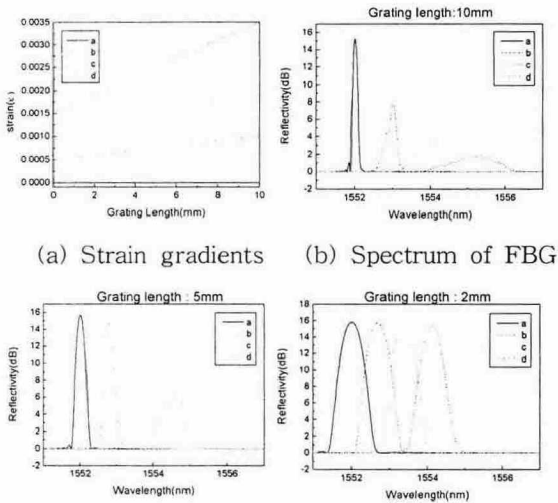 Grating length:10mm
0.0035
0.0030
0.0025
0.0020
0.0015
0.0010
0.0005
0.0000
strain(ε)
a
b
c
d
0 2 4 6 8 10
Grating Length(mm)
16
14
12
10
8
6
4
2
0
-2
Reflectivity(dB)
a
b
c
d
1552 1554 1556
Wavelength(nm)
(a) Strain gradients
(b) Spectrum of FBG
Grating length : 5mm
16
14
12
10
8
6
4
2
0
-2
Reflectivity(dB)
a
b
c
d
1552 1554 1556
Wavelength(nm)
Grating length : 2mm
18
16
14
12
10
8
6
4
2
0
-2
Reflectivity(dB)
a
b
c
d
1552 1554 1556
Wavelength(nm)